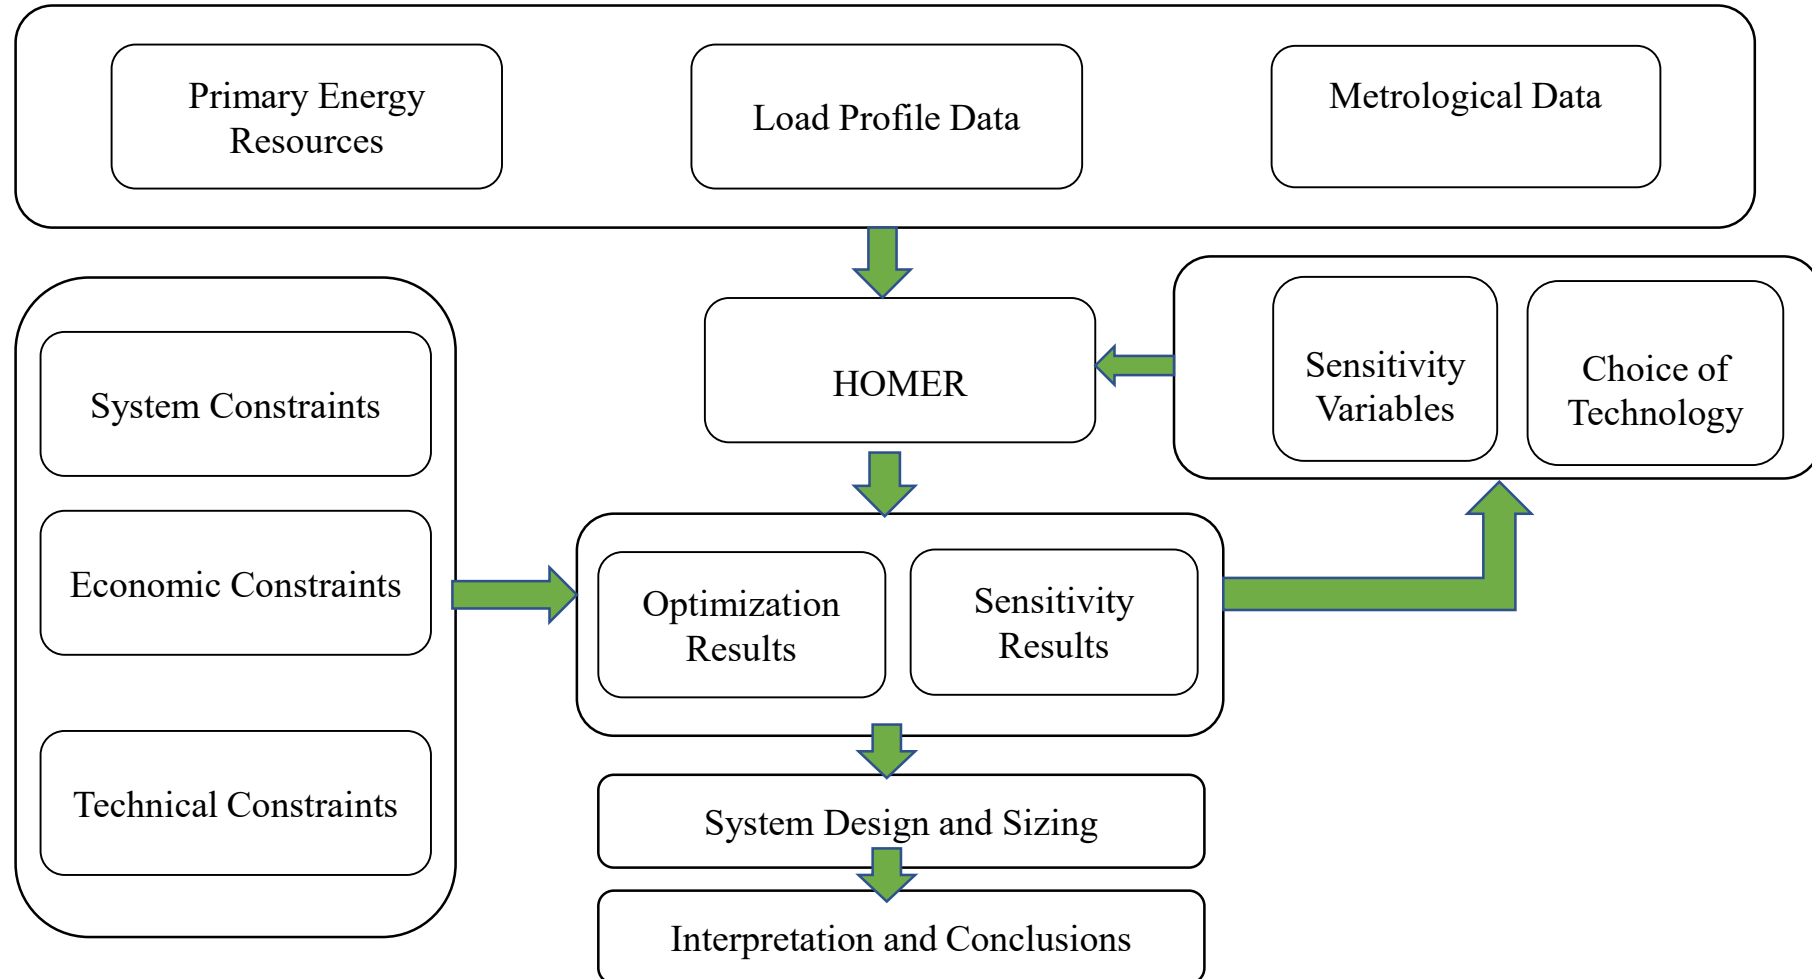 Primary Energy
Resources
Load Profile Data
Metrological Data
System Constraints
Economic Constraints
Technical Constraints
HOMER
Sensitivity
Variables
Choice of
Technology
Optimization
Results
Sensitivity
Results
System Design and Sizing
Interpretation and Conclusions